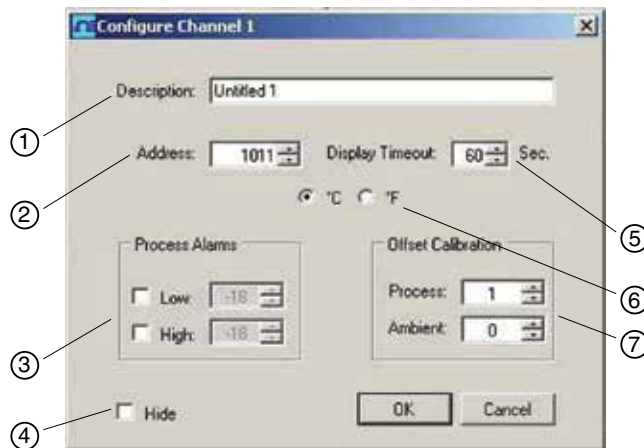 Configure Channel 1
① Description: Untitled 1
② Address: 1011 Display Timeout: 60 Sec. ⑤
°C °F ⑥
Process Alarms Offset Calibration
③ Low: -18 Process: 1 ⑦
High: -18 Ambient: 0
④ Hide OK Cancel